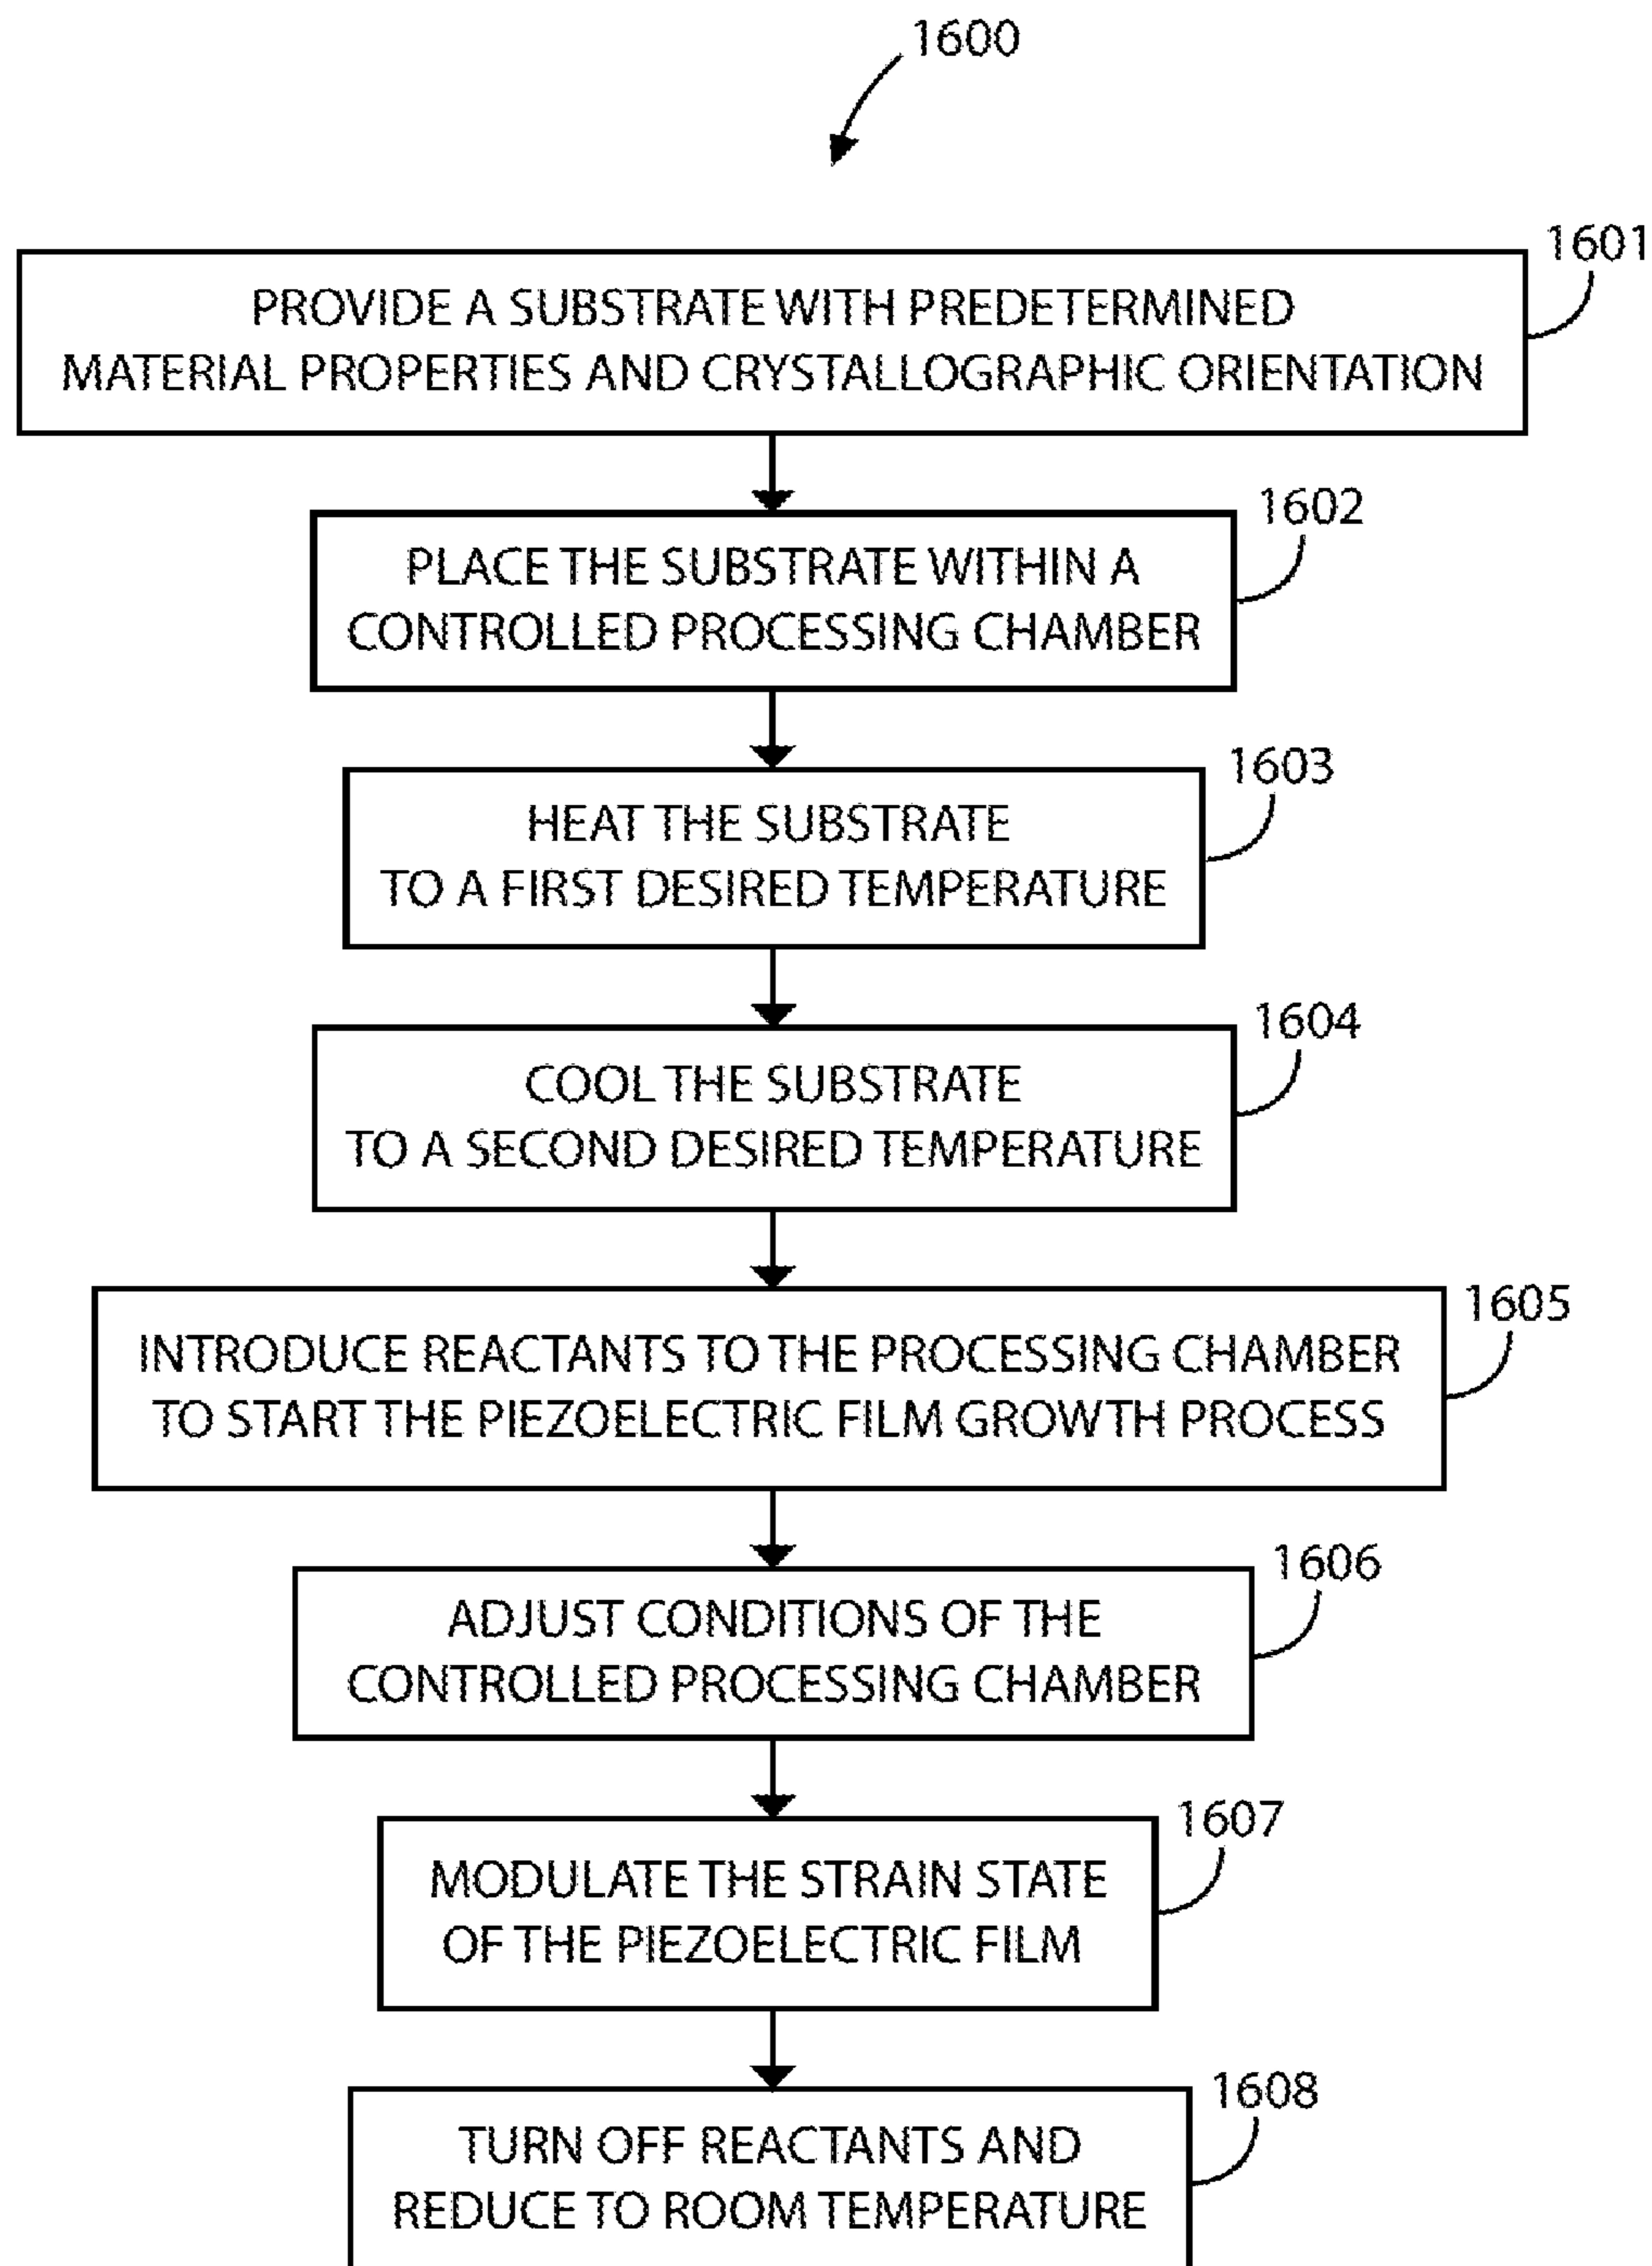 1600
1601
PROVIDE A SUBSTRATE WITH PREDETERMINED
MATERIAL PROPERTIES AND CRYSTALLOGRAPHIC ORIENTATION
1602
PLACE THE SUBSTRATE WITHIN A
CONTROLLED PROCESSING CHAMBER
1603
HEAT THE SUBSTRATE
TO A FIRST DESIRED TEMPERATURE
1604
COOL THE SUBSTRATE
TO A SECOND DESIRED TEMPERATURE
1605
INTRODUCE REACTANTS TO THE PROCESSING CHAMBER
TO START THE PIEZOELECTRIC FILM GROWTH PROCESS
1606
ADJUST CONDITIONS OF THE
CONTROLLED PROCESSING CHAMBER
1607
MODULATE THE STRAIN STATE
OF THE PIEZOELECTRIC FILM
1608
TURN OFF REACTANTS AND
REDUCE TO ROOM TEMPERATURE